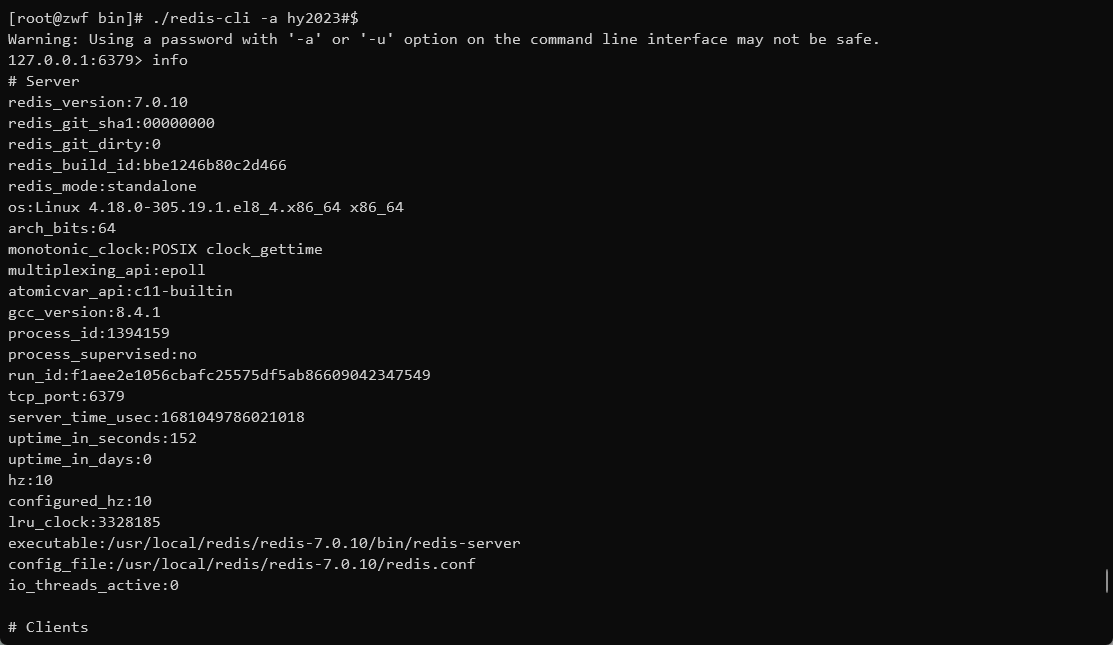 [root@zwf bin]# ./redis-cli -a hy2023#$
Warning: Using a password with '-a' or '-u' option on the command line interface may not be safe.
127.0.0.1:6379> info
# Server
redis_version:7.0.10
redis_git_sha1:00000000
redis_git_dirty:0
redis_build_id:bbe1246b80c2d466
redis_mode:standalone
os:Linux 4.18.0-305.19.1.el8_4.x86_64 x86_64
arch_bits:64
monotonic_clock:POSIX clock_gettime
multiplexing_api:epoll
atomicvar_api:c11-builtin
gcc_version:8.4.1
process_id:1394159
process_supervised:no
run_id:f1aee2e1056cbafc25575df5ab86609042347549
tcp_port:6379
server_time_usec:1681049786021018
uptime_in_seconds:152
uptime_in_days:0
hz:10
configured_hz:10
lru_clock:3328185
executable:/usr/local/redis/redis-7.0.10/bin/redis-server
config_file:/usr/local/redis/redis-7.0.10/redis.conf
io_threads_active:0
# Clients